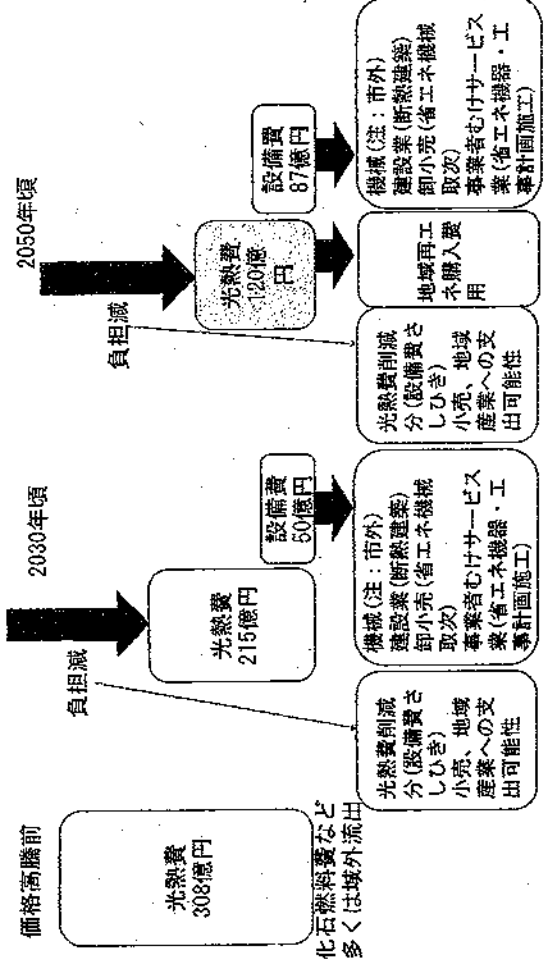 価格高騰前
光熱費
308億円
化石燃料費など
多くは域外流出
2030年頃
負担減
光熱費
215億円
設備費
50億円
光熱費削減
分(設備費さ
しひき)
小売、地域
産業への支
出可能性
機械(注:市外)
建設業(断熱建築)
卸小売(省エネ機械
取次)
事業者むけサービス
業(省エネ機器・工
事計画施工)
2050年頃
負担減
光熱費
120億
円
設備費
87億円
光熱費削減
分(設備費さ
しひき)
小売、地域
産業への支
出可能性
地域再エ
ネ購入費
用
機械(注:市外)
建設業(断熱建築)
卸小売(省エネ機械
取次)
事業者むけサービス
業(省エネ機器・工
事計画施工)